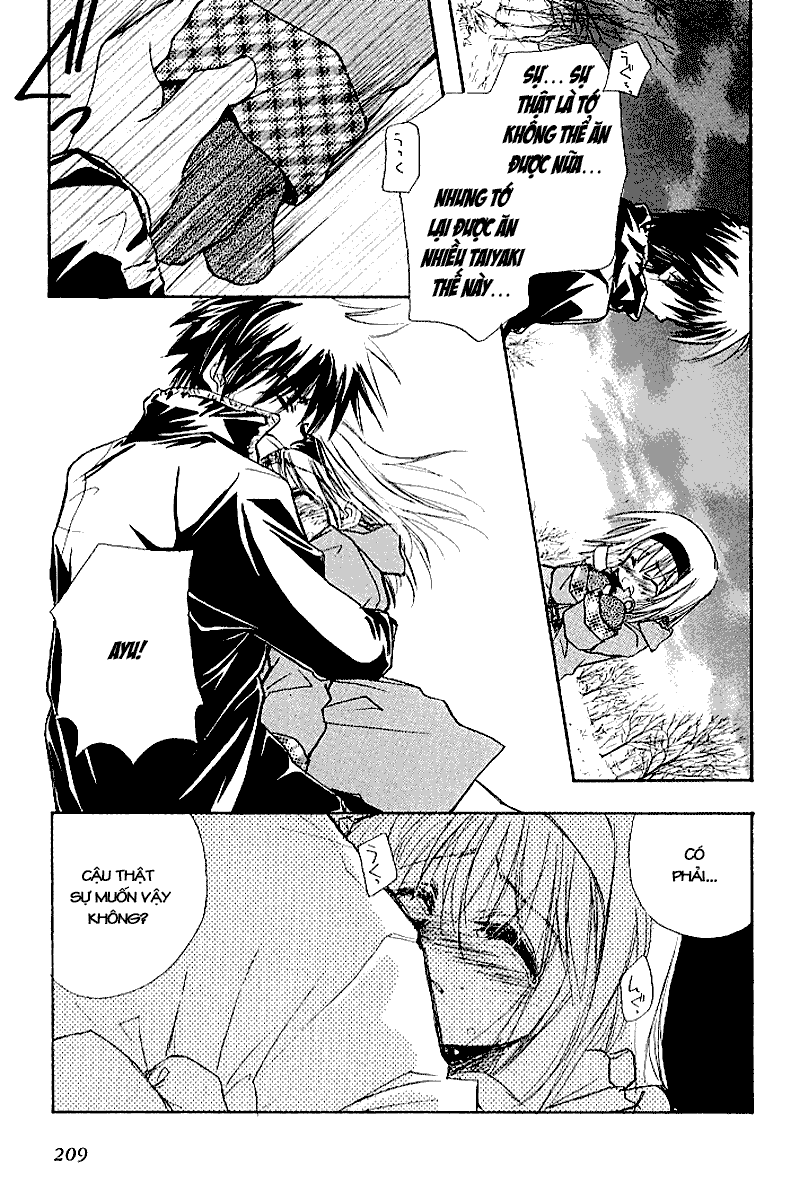 SỰ... SỰ
THẬT LÀ TỚ
KHÔNG THỂ ĂN
ĐƯỢC NỮA...
NHƯNG TỚ
LẠI ĐƯỢC ĂN
NHIỀU TAIYAKI
THẾ NÀY...
AYU!
CÓ
PHẢI...
CẬU THẬT
SỰ MUỐN VẬY
KHÔNG?
209